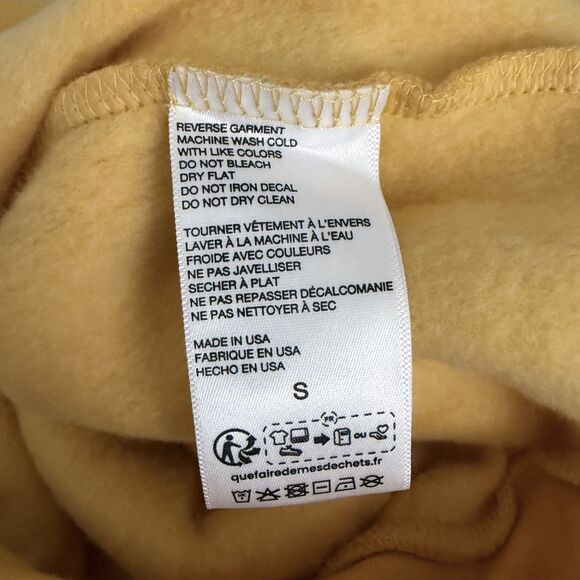 REVERSE GARMENT
MACHINE WASH COLD
WITH LIKE COLORS
DO NOT BLEACH
DRY FLAT
DO NOT IRON DECAL
DO NOT DRY CLEAN
TOURNER VÊTEMENT À L'ENVERS
LAVER À LA MACHINE À L'EAU
FROIDE AVEC COULEURS
NE PAS JAVELLISER
SECHER À PLAT
NE PAS REPASSER DÉCALCOMANIE
NE PAS NETTOYER À SEC
MADE IN USA
FABRIQUE EN USA
HECHO EN USA
S
FR
OU
quefairedemesdechets.fr